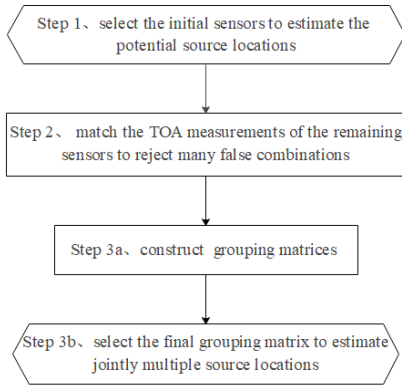 Step 1、select the initial sensors to estimate the
potential source locations
Step 2、 match the TOA measurements of the remaining
sensors to reject many false combinations
Step 3a、construct grouping matrices
Step 3b、select the final grouping matrix to estimate
jointly multiple source locations